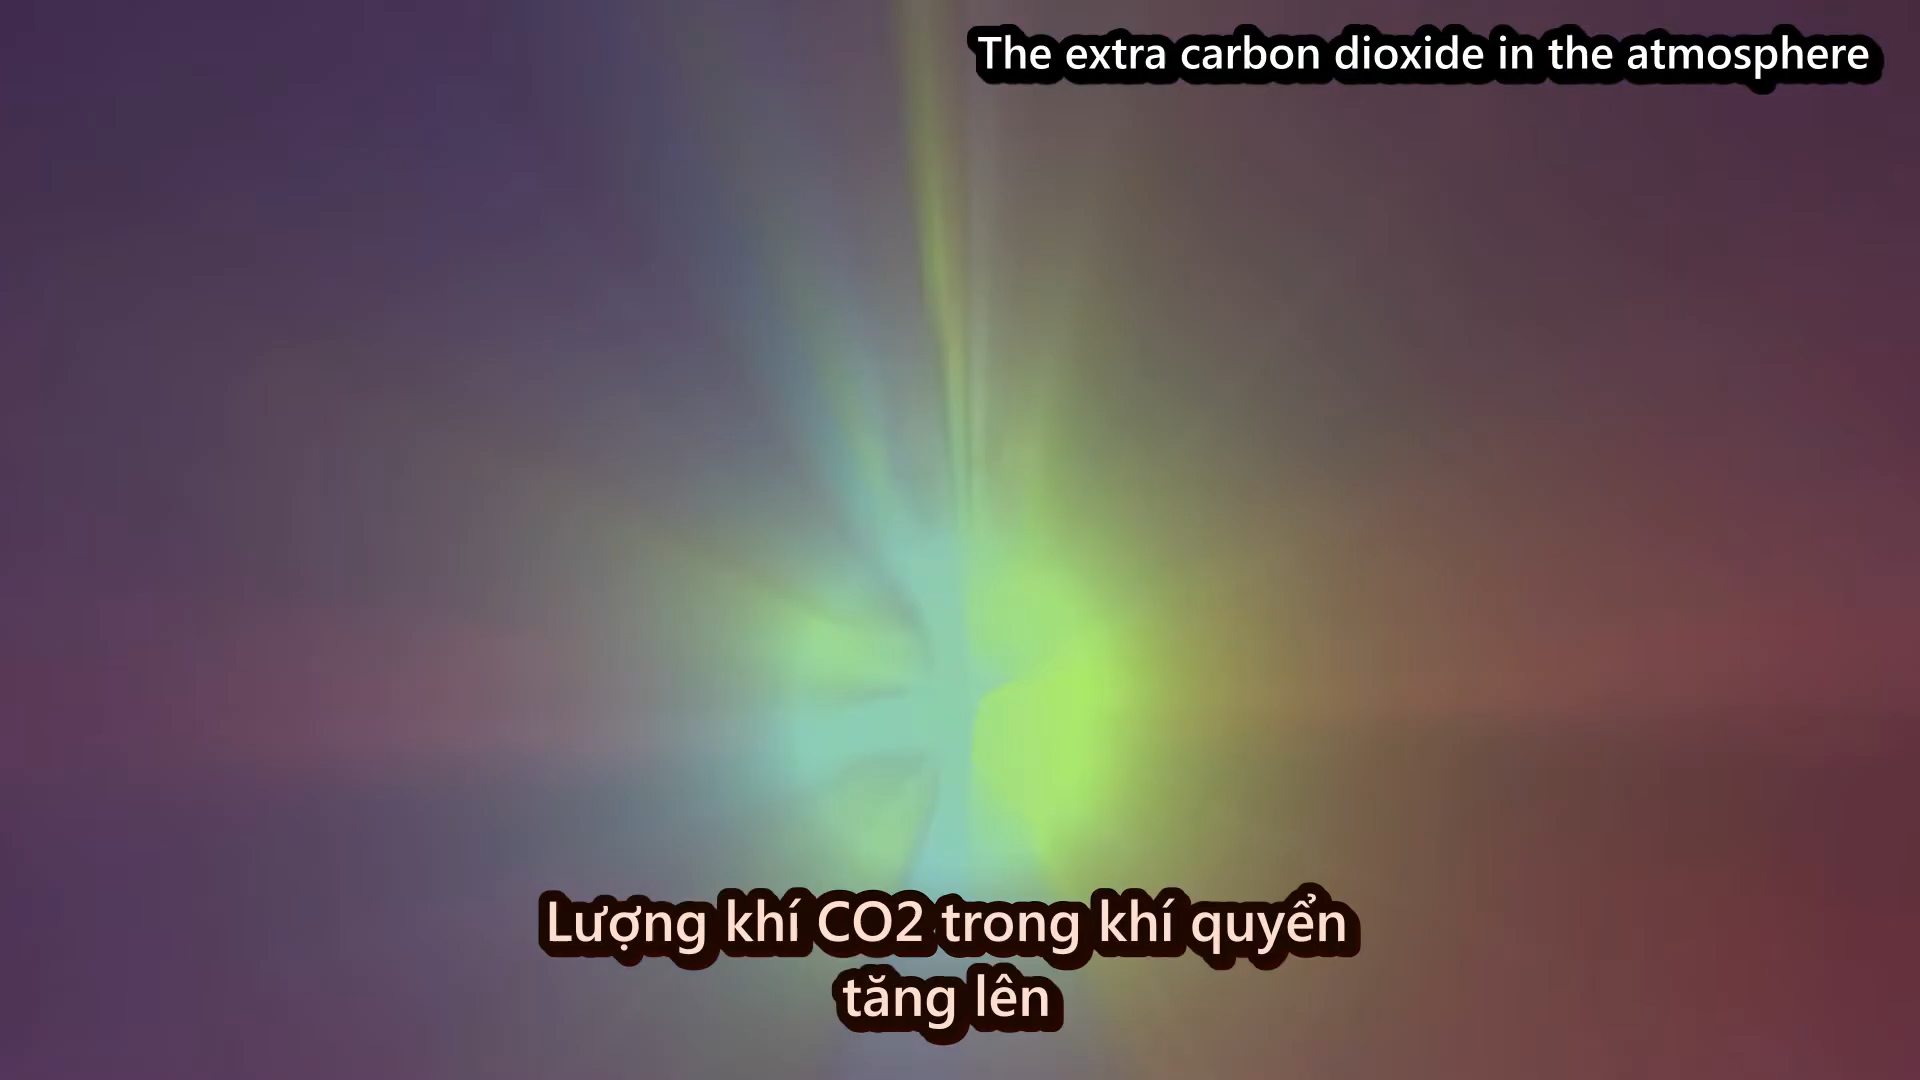 The extra carbon dioxide in the atmosphere
Lượng khí CO2 trong khí quyển
tăng lên